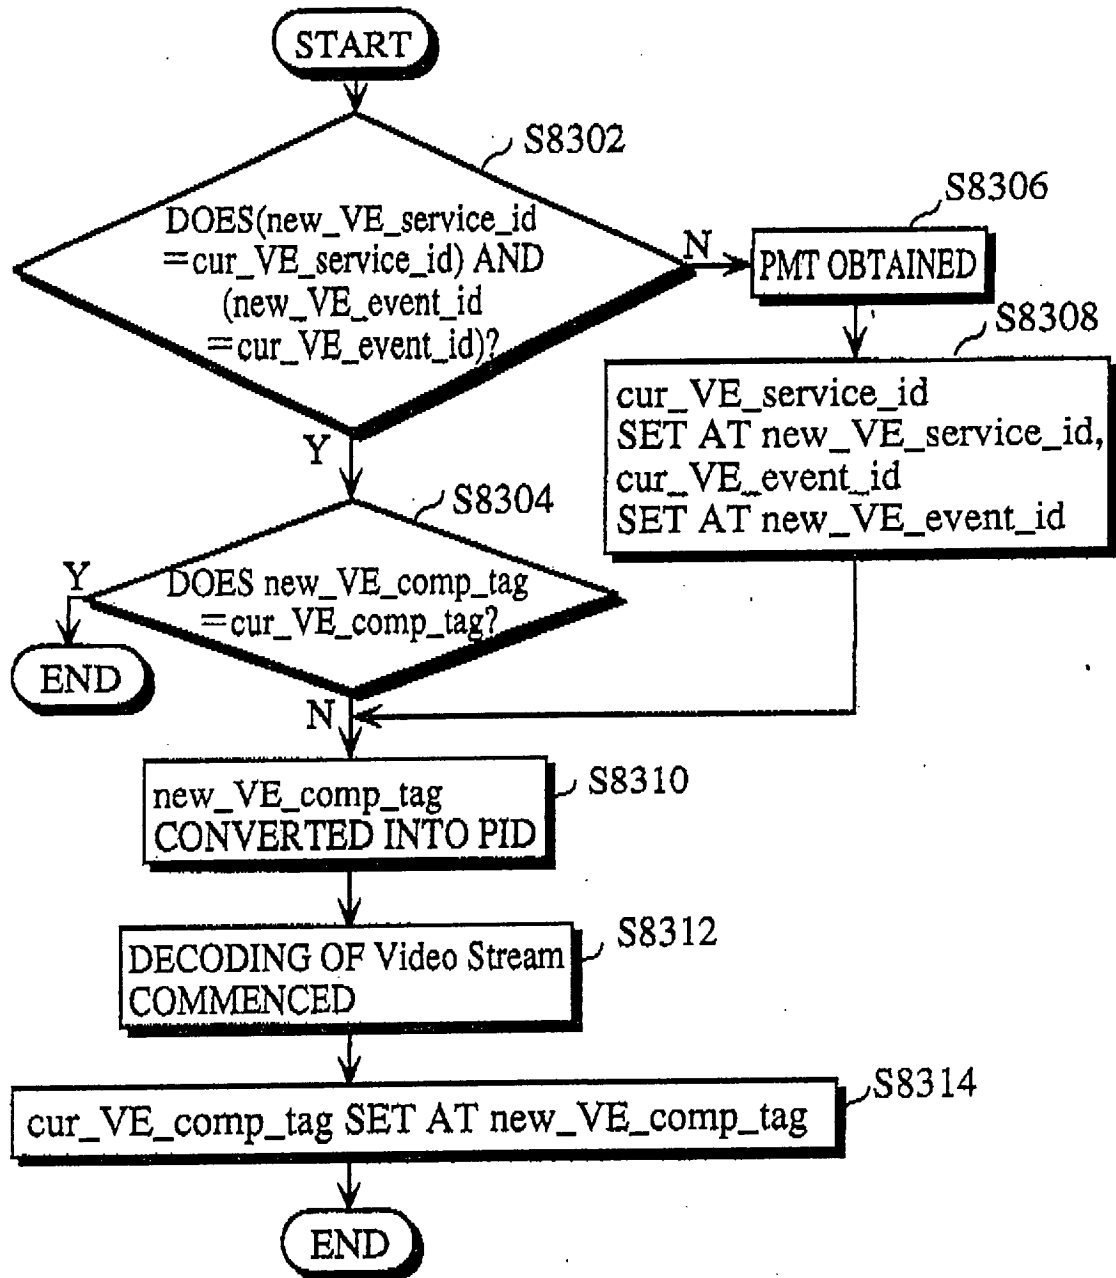 START
S8302
DOES(new_VE_service_id
=cur_VE_service_id) AND
(new_VE_event_id
=cur_VE_event_id)?
N
S8306
PMT OBTAINED
S8308
cur_VE_service_id
SET AT new_VE_service_id,
cur_VE_event_id
SET AT new_VE_event_id
Y
S8304
DOES new_VE_comp_tag
=cur_VE_comp_tag?
Y
END
N
S8310
new_VE_comp_tag
CONVERTED INTO PID
S8312
DECODING OF Video Stream
COMMENCED
S8314
cur_VE_comp_tag SET AT new_VE_comp_tag
END